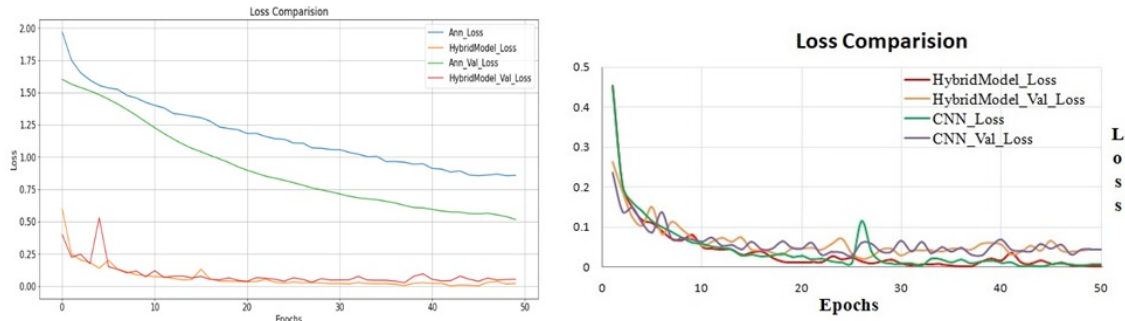 Loss Comparision
2.00
1.75
1.50
1.25
1.00
0.75
0.50
0.25
0.00
Loss
Ann_Loss
HybridModel_Loss
Ann_Val_Loss
HybridModel_Val_Loss
0 10 20 30 40 50
Epochs
Loss Comparision
0.5
0.4
0.3
0.2
0.1
0
HybridModel_Loss
HybridModel_Val_Loss
CNN_Loss
CNN_Val_Loss
0 10 20 30 40 50
Epochs
L
o
s
s